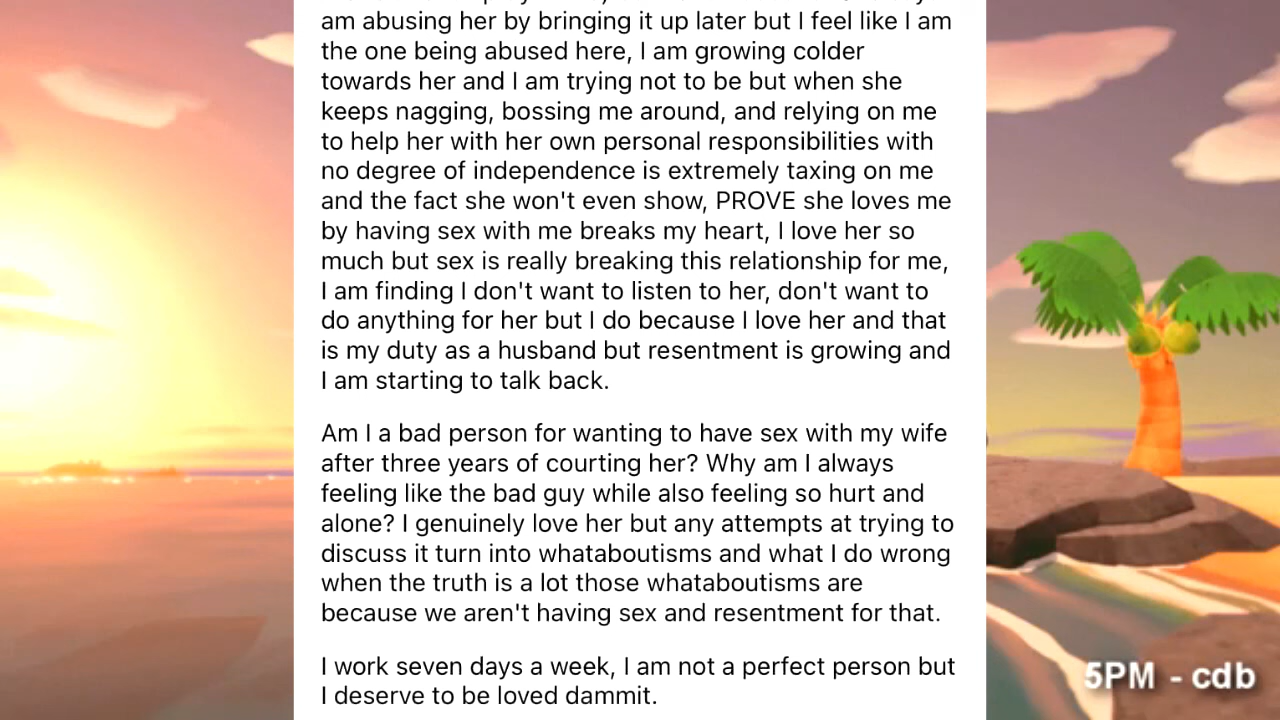 am abusing her by bringing it up later but I feel like I am
the one being abused here, I am growing colder
towards her and I am trying not to be but when she
keeps nagging, bossing me around, and relying on me
to help her with her own personal responsibilities with
no degree of independence is extremely taxing on me
and the fact she won't even show, PROVE she loves me
by having sex with me breaks my heart, I love her so
much but sex is really breaking this relationship for me,
I am finding I don't want to listen to her, don't want to
do anything for her but I do because I love her and that
is my duty as a husband but resentment is growing and
I am starting to talk back.
Am I a bad person for wanting to have sex with my wife
after three years of courting her? Why am I always
feeling like the bad guy while also feeling so hurt and
alone? I genuinely love her but any attempts at trying to
discuss it turn into whataboutisms and what I do wrong
when the truth is a lot those whataboutisms are
because we aren't having sex and resentment for that.
I work seven days a week, I am not a perfect person but
I deserve to be loved dammit.
5PM - cdb